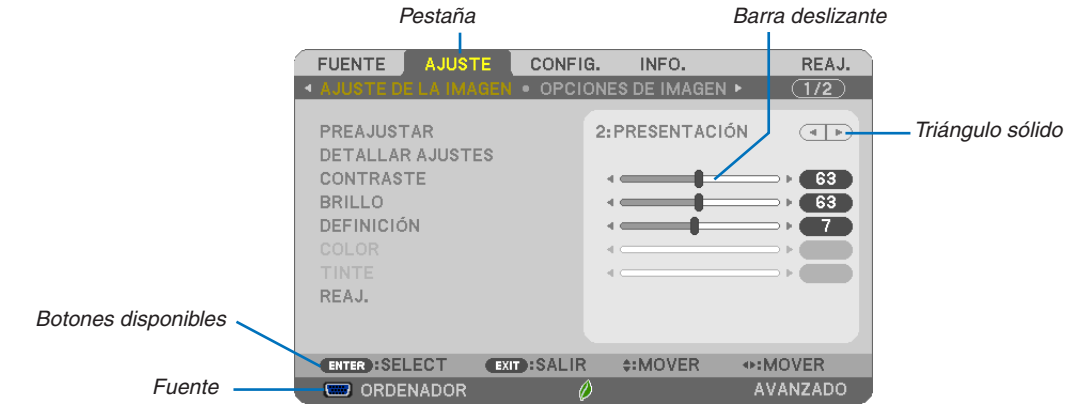 Pestaña Barra deslizante
FUENTE AJUSTE CONFIG. INFO. REAJ.
AJUSTE DE LA IMAGEN OPCIONES DE IMAGEN 1/2
PREAJUSTAR 2:PRESENTACIÓN Triángulo sólido
DETALLAR AJUSTES
CONTRASTE 63
BRILLO 63
DEFINICIÓN 7
COLOR
TINTE
REAJ.
Botones disponibles
ENTER :SELECT EXIT :SALIR :MOVER :MOVER
Fuente ORDENADOR AVANZADO